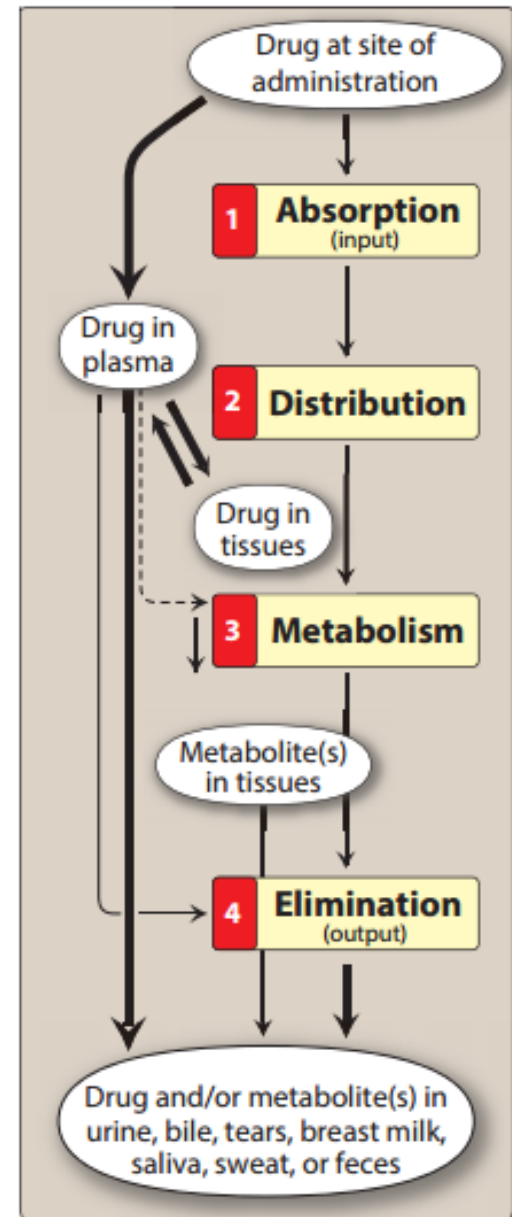 Drug at site of
administration
1 Absorption
(input)
Drug in
plasma
2 Distribution
Drug in
tissues
3 Metabolism
Metabolite(s)
in tissues
4 Elimination
(output)
Drug and/or metabolite(s) in
urine, bile, tears, breast milk,
saliva, sweat, or feces